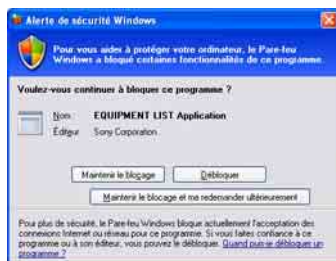 Alerte de sécurité Windows
Pour vous aider à protéger votre ordinateur, le Pare-feu
Windows a bloqué certaines fonctionnalités de ce programme.
Voulez-vous continuer à bloquer ce programme ?
Nom : EQUIPMENT LIST Application
Éditeur : Sony Corporation
Maintenir le blocage
Débloquer
Maintenir le blocage et me redemander ultérieurement
Pour plus de sécurité, le Pare-feu Windows bloque actuellement l'acceptation des
connexions Internet ou réseau pour ce programme. Si vous faites confiance à ce
programme ou à son éditeur, vous pouvez le débloquer. Quand puis-je débloquer un
programme ?